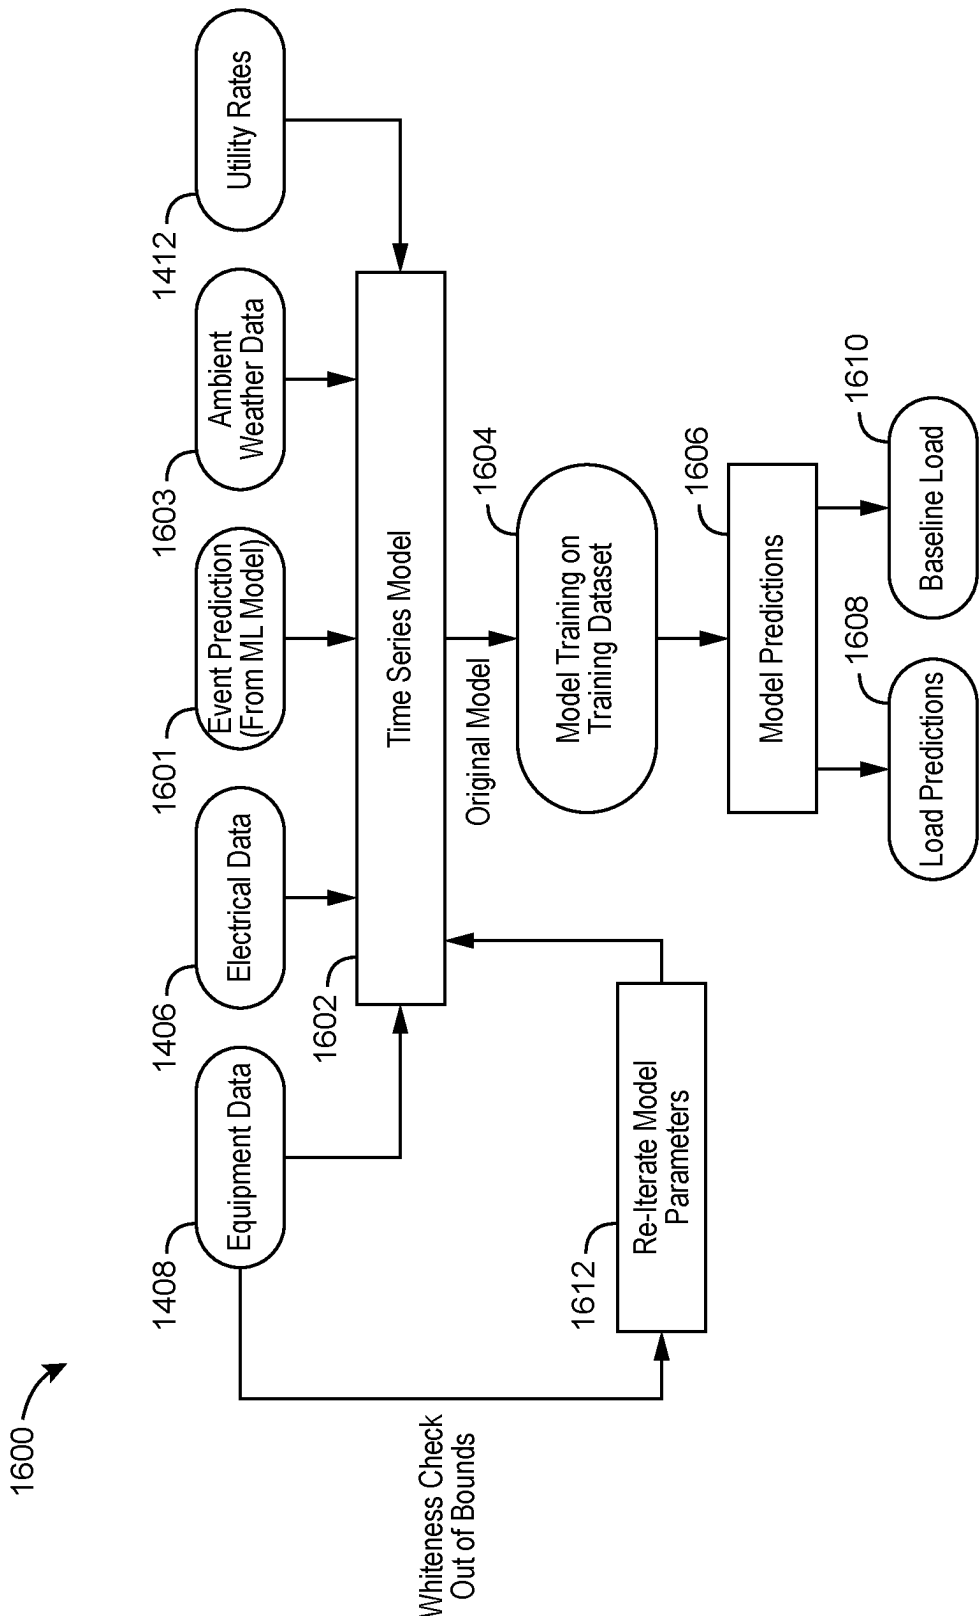 1600
1408
Equipment Data
1406
Electrical Data
1601
Event Prediction
(From ML Model)
1603
Ambient
Weather Data
1412
Utility Rates
1602
Time Series Model
Whiteness Check
Out of Bounds
Original Model
1612
Re-Iterate Model
Parameters
1604
Model Training on
Training Dataset
1606
Model Predictions
1608
Load Predictions
1610
Baseline Load